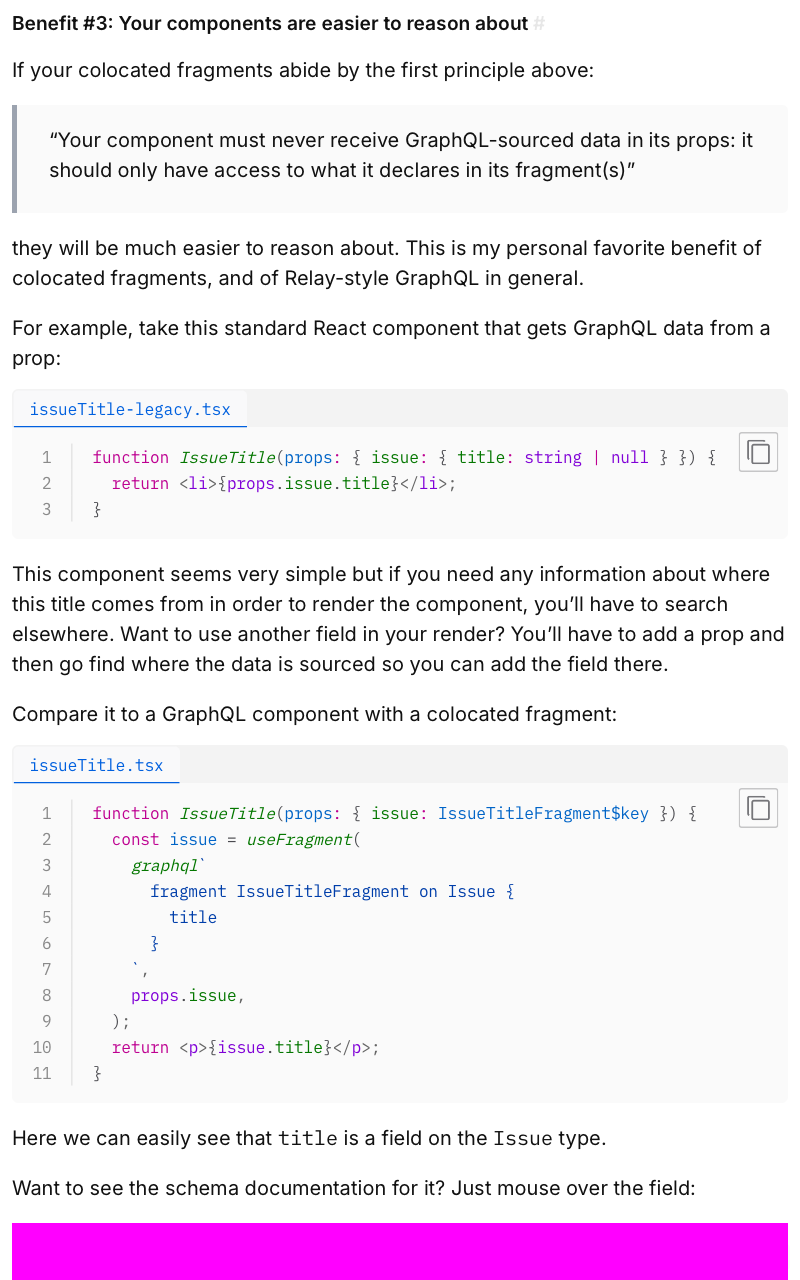 Benefit #3: Your components are easier to reason about #
If your colocated fragments abide by the first principle above:
“Your component must never receive GraphQL-sourced data in its props: it
should only have access to what it declares in its fragment(s)”
they will be much easier to reason about. This is my personal favorite benefit of
colocated fragments, and of Relay-style GraphQL in general.
For example, take this standard React component that gets GraphQL data from a
prop:
issueTitle-legacy.tsx
1 function IssueTitle(props: { issue: { title: string | null } }) {
2   return <li>{props.issue.title}</li>;
3 }
This component seems very simple but if you need any information about where
this title comes from in order to render the component, you’ll have to search
elsewhere. Want to use another field in your render? You’ll have to add a prop and
then go find where the data is sourced so you can add the field there.
Compare it to a GraphQL component with a colocated fragment:
issueTitle.tsx
1 function IssueTitle(props: { issue: IssueTitleFragment$key }) {
2   const issue = useFragment(
3     graphql`
4       fragment IssueTitleFragment on Issue {
5         title
6       }
7     `,
8     props.issue,
9   );
10   return <p>{issue.title}</p>;
11 }
Here we can easily see that title is a field on the Issue type.
Want to see the schema documentation for it? Just mouse over the field: